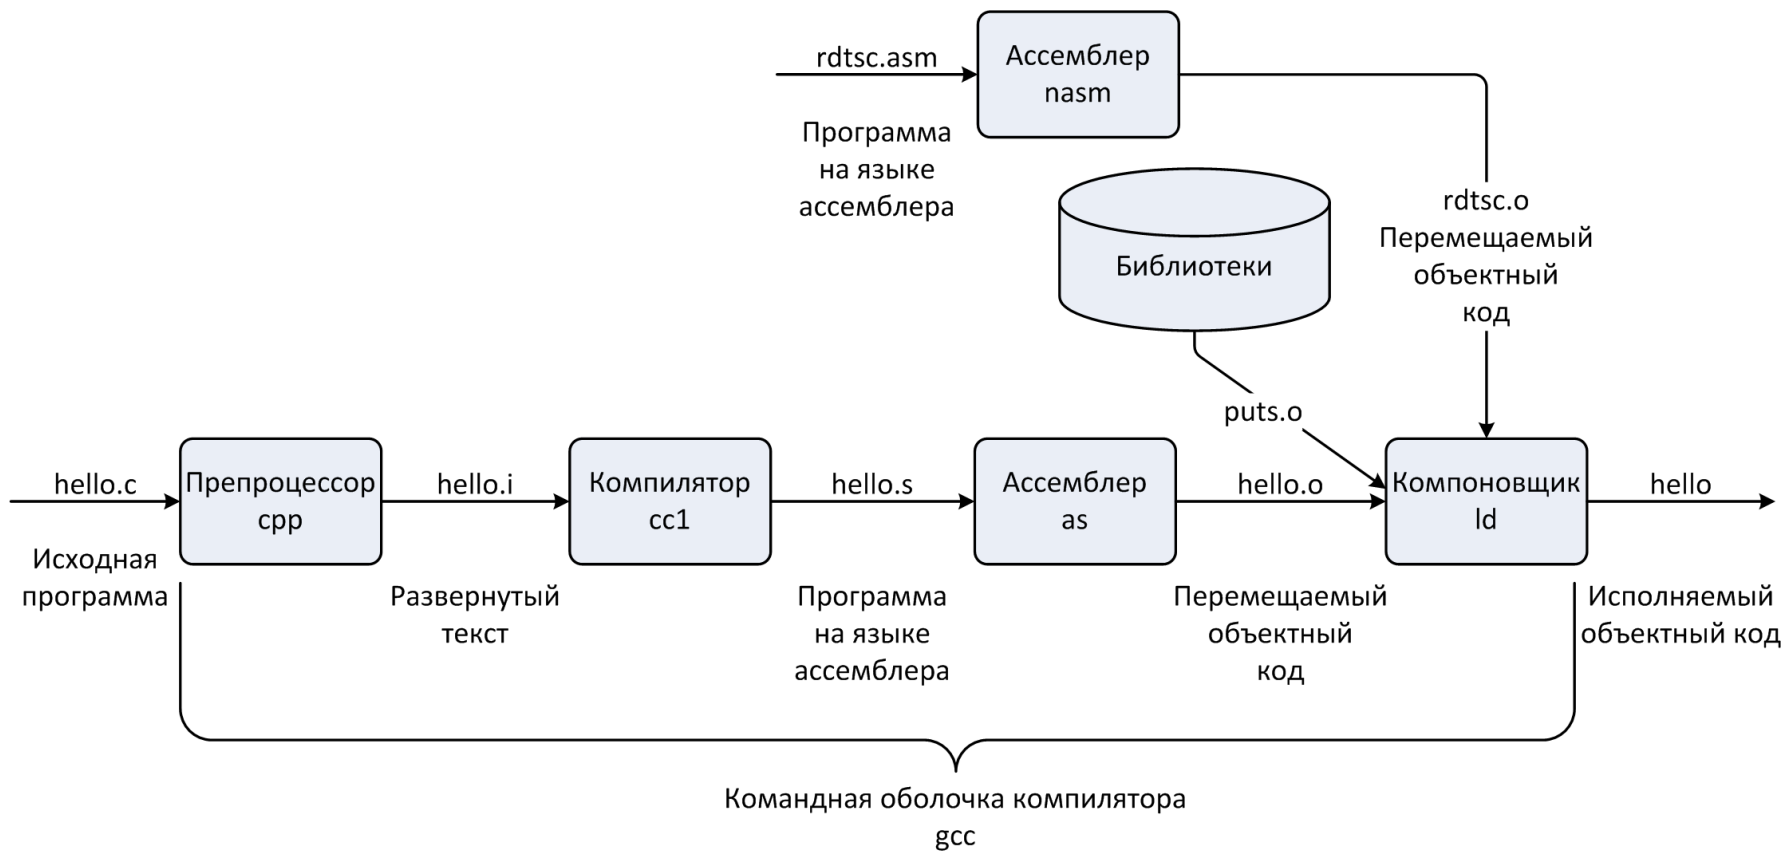 rdtsc.asm
Ассемблер
nasm
Программа
на языке
ассемблера
rdtsc.o
Перемещаемый
объектный
код
Библиотеки
puts.o
hello.c
Препроцессор
cpp
hello.i
Компилятор
cc1
hello.s
Ассемблер
as
hello.o
Компоновщик
ld
hello
Исходная
программа
Развернутый
текст
Программа
на языке
ассемблера
Перемещаемый
объектный
код
Исполняемый
объектный код
Командная оболочка компилятора
gcc